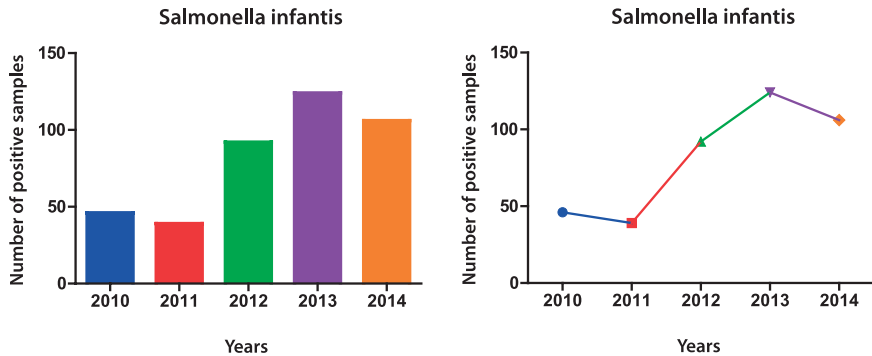 Salmonella infantis
Number of positive samples
150
100
50
0
2010 2011 2012 2013 2014
Years
Salmonella infantis
Number of positive samples
150
100
50
0
2010 2011 2012 2013 2014
Years